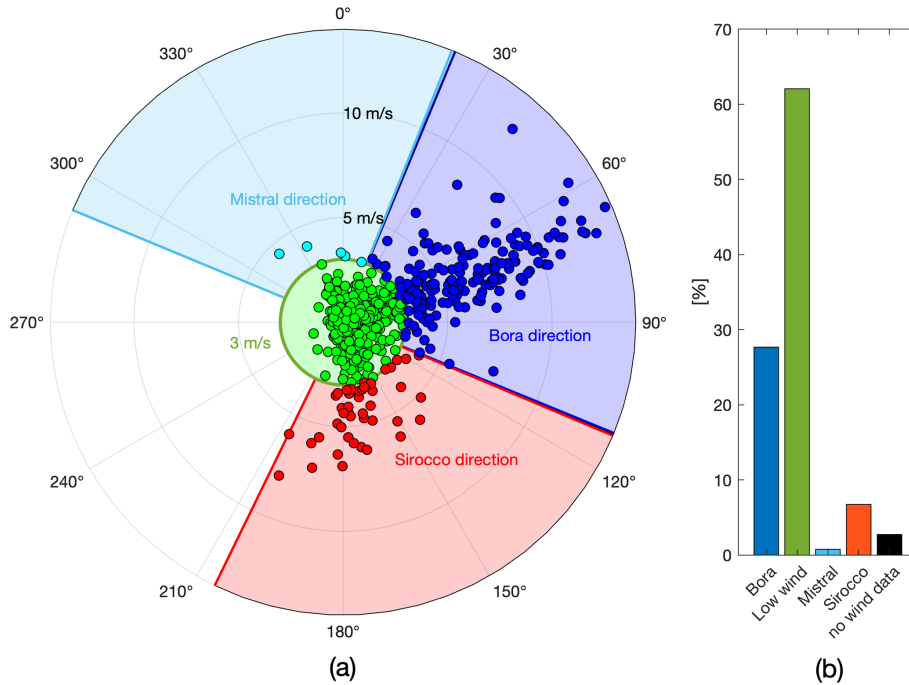 0°
30°
60°
90°
120°
150°
180°
210°
240°
270°
300°
330°
10 m/s
5 m/s
3 m/s
Mistral direction
Bora direction
Sirocco direction
(a)
70
60
50
40
30
20
10
0
[%]
Bora
Low wind
Mistral
Sirocco
no wind data
(b)